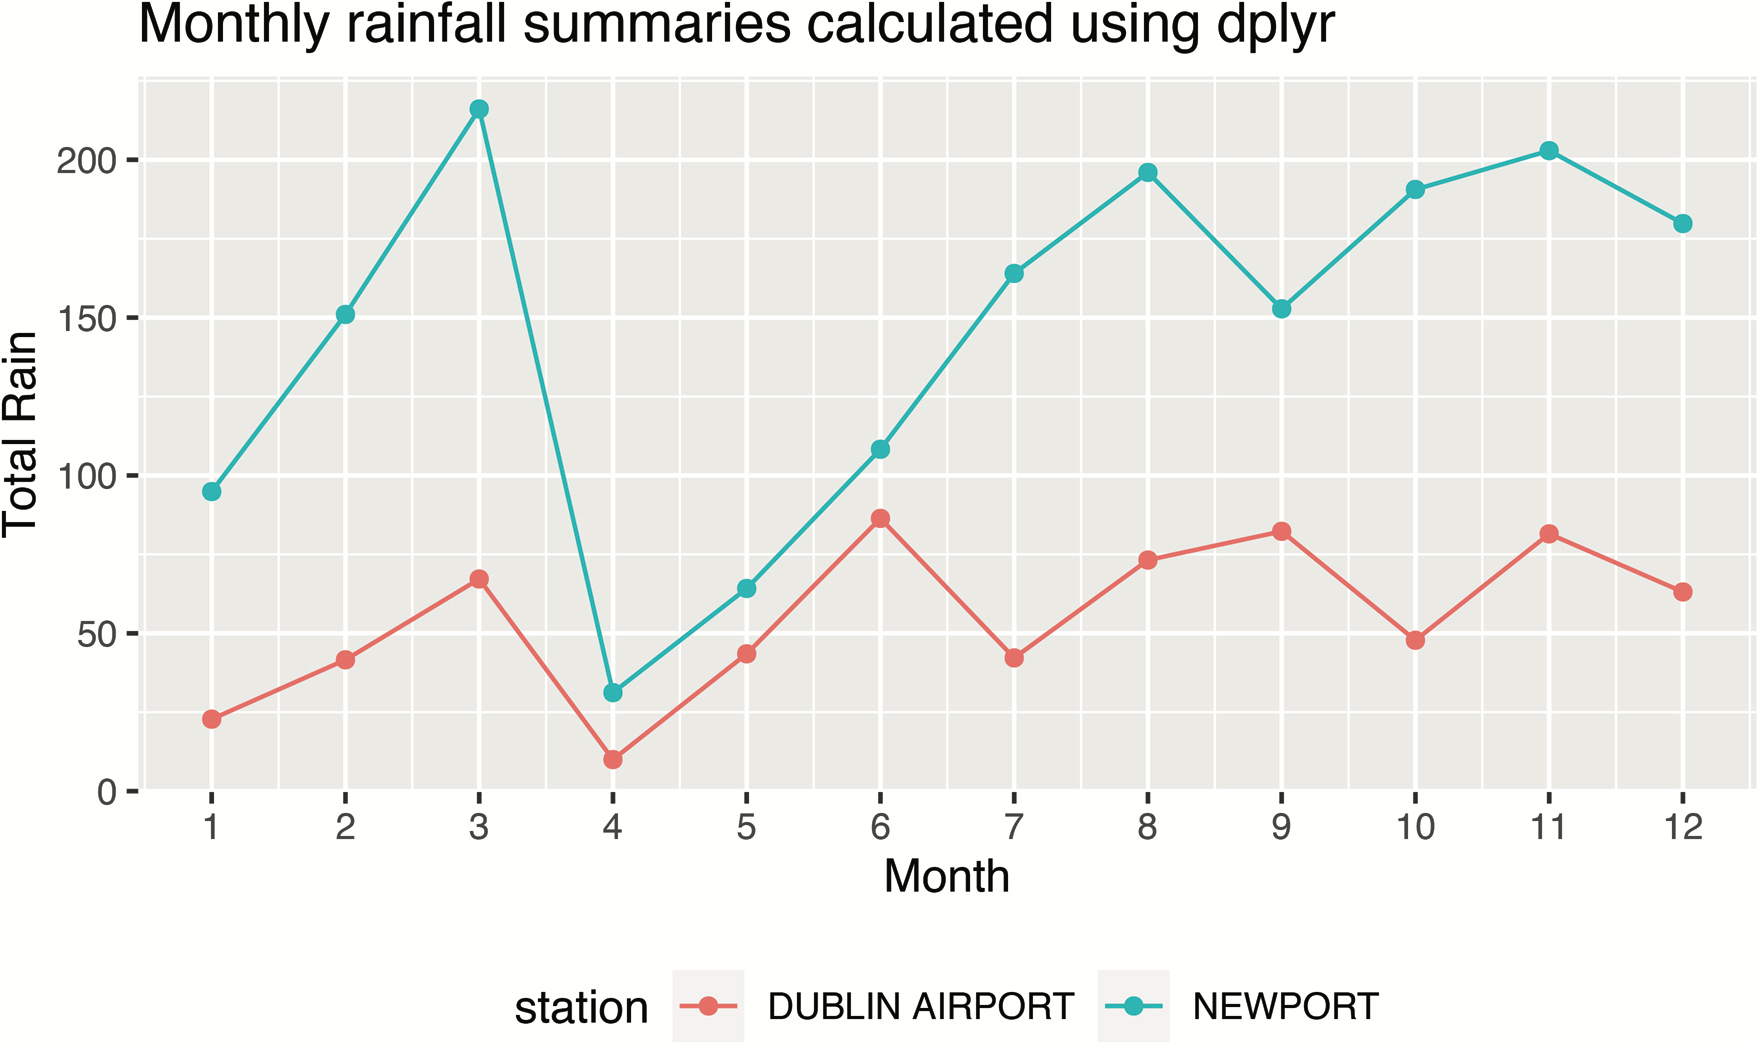 Monthly rainfall summaries calculated using dplyr
Total Rain
200
150
100
50
0
1 2 3 4 5 6 7 8 9 10 11 12
Month
station DUBLIN AIRPORT NEWPORT